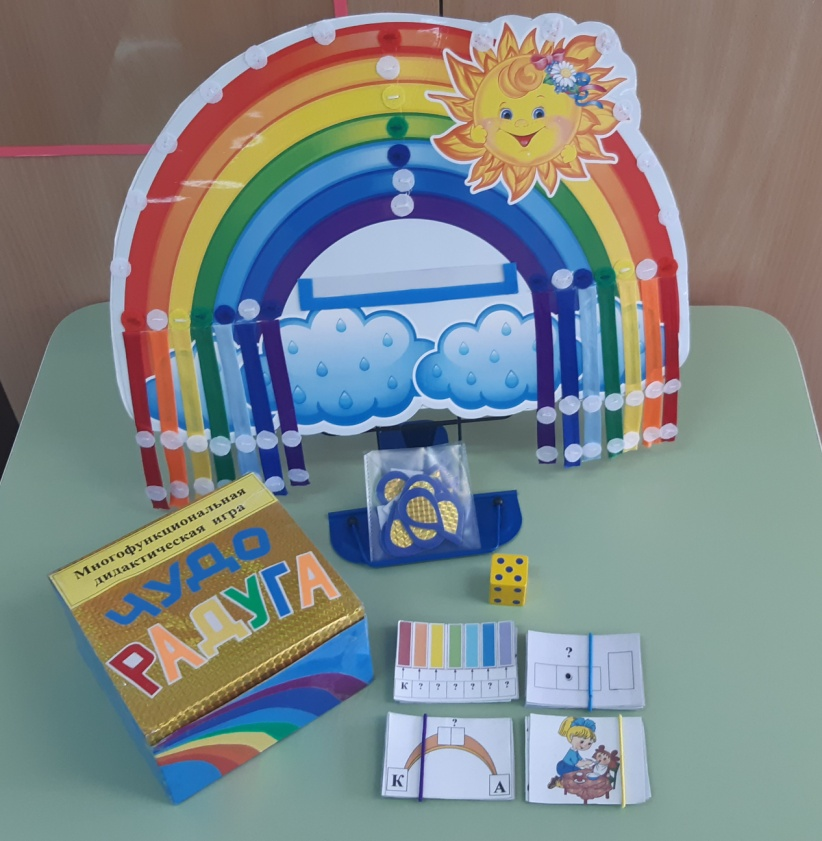 Многофункциональная
дидактическая игра
ЧУДО
РАДУГА
К ? ? ? ? ? ?
?
?
К А